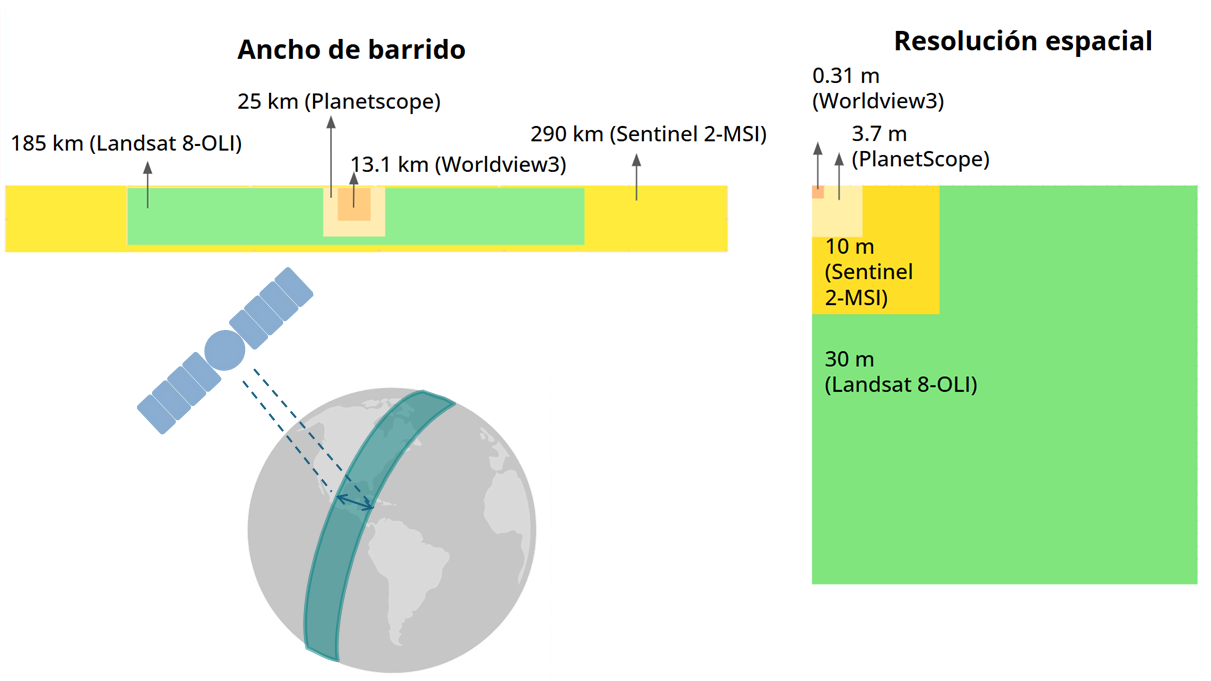 Ancho de barrido
25 km (Planetscope)
185 km (Landsat 8-OLI)
290 km (Sentinel 2-MSI)
13.1 km (Worldview3)
Resolución espacial
0.31 m
(Worldview3)
3.7 m
(PlanetScope)
10 m
(Sentinel
2-MSI)
30 m
(Landsat 8-OLI)